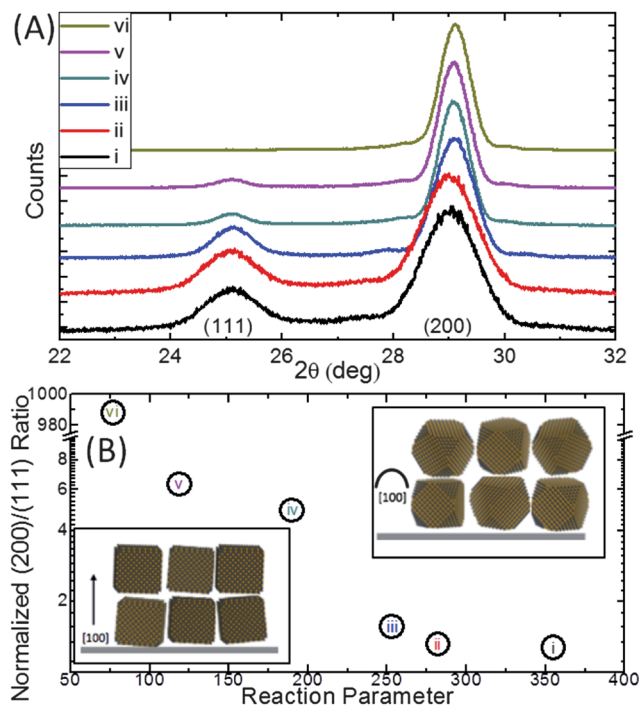 (A)
vi
v
iv
iii
ii
i
Counts
(111)
(200)
22 24 26 28 30 32
2θ (deg)
1000
980
8
6
4
2
Normalized (200)/(111) Ratio
(B)
vi
v
iv
iii
ii
i
[100]
[100]
50 100 150 200 250 300 350 400
Reaction Parameter